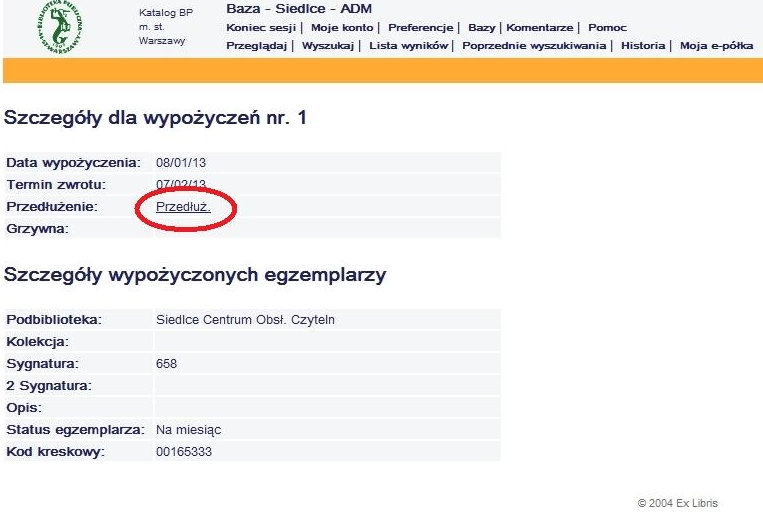 Katalog BP
m. st.
Warszawy
Baza - Siedlce - ADM
Koniec sesji | Moje konto | Preferencje | Bazy | Komentarze | Pomoc
Przeglądaj | Wyszukaj | Lista wyników | Poprzednie wyszukiwania | Historia | Moja e-półka
Szczegóły dla wypożyczeń nr. 1
Data wypożyczenia: 08/01/13
Termin zwrotu: 07/02/13
Przedłużenie: Przedłuż.
Grzywna:
Szczegóły wypożyczonych egzemplarzy
Podbiblioteka: Siedlce Centrum Obsł. Czyteln
Kolekcja:
Sygnatura: 658
2 Sygnatura:
Opis:
Status egzemplarza: Na miesiąc
Kod kreskowy: 00165333
© 2004 Ex Libris